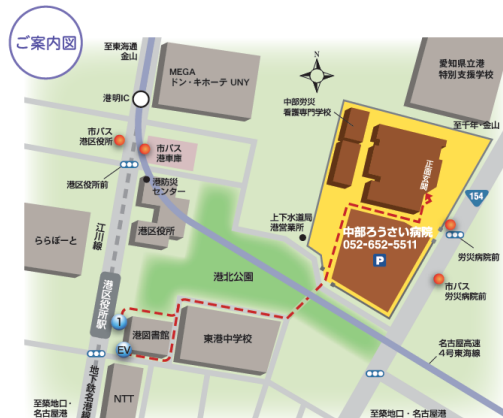 ご案内図
至東海通
金山
MEGA
ドン・キホーテ UNY
N
愛知県立港
特別支援学校
港明IC
中部労災
看護専門学校
至千年・金山
市バス
港区役所
市バス
港車庫
正面玄関
港区役所前
港防災
センター
154
江川線
上下水道局
港営業所
中部ろうさい病院
052-652-5511
P
ららぽーと
港区役所
労災病院前
港北公園
市バス
労災病院前
港区役所駅
1
港図書館
東港中学校
名古屋高速
4号東海線
EV
地下鉄名港線
NTT
至築地口・
名古屋港
至築地口・名古屋港